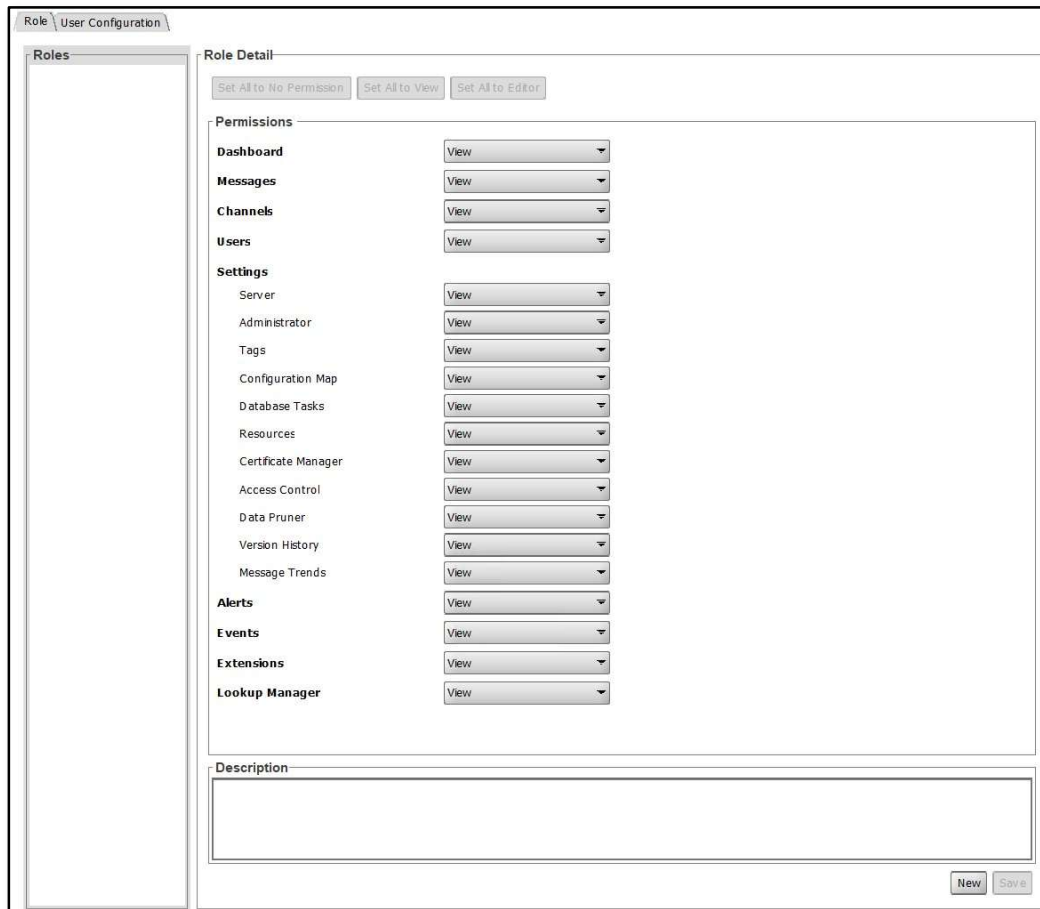 Role User Configuration
Roles
Role Detail
Set All to No Permission Set All to View Set All to Editor
Permissions
Dashboard View
Messages View
Channels View
Users View
Settings
Server View
Administrator View
Tags View
Configuration Map View
Database Tasks View
Resources View
Certificate Manager View
Access Control View
Data Pruner View
Version History View
Message Trends View
Alerts View
Events View
Extensions View
Lookup Manager View
Description
New Save